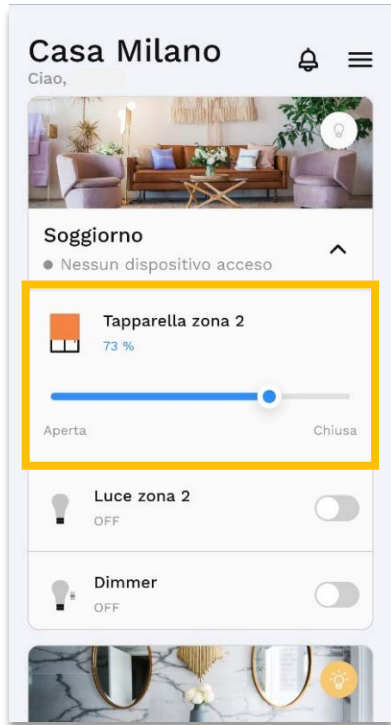 Casa Milano
Ciao,
Soggiorno
Nessun dispositivo acceso
Tapparella zona 2
73 %
Aperta
Chiusa
Luce zona 2
OFF
Dimmer
OFF